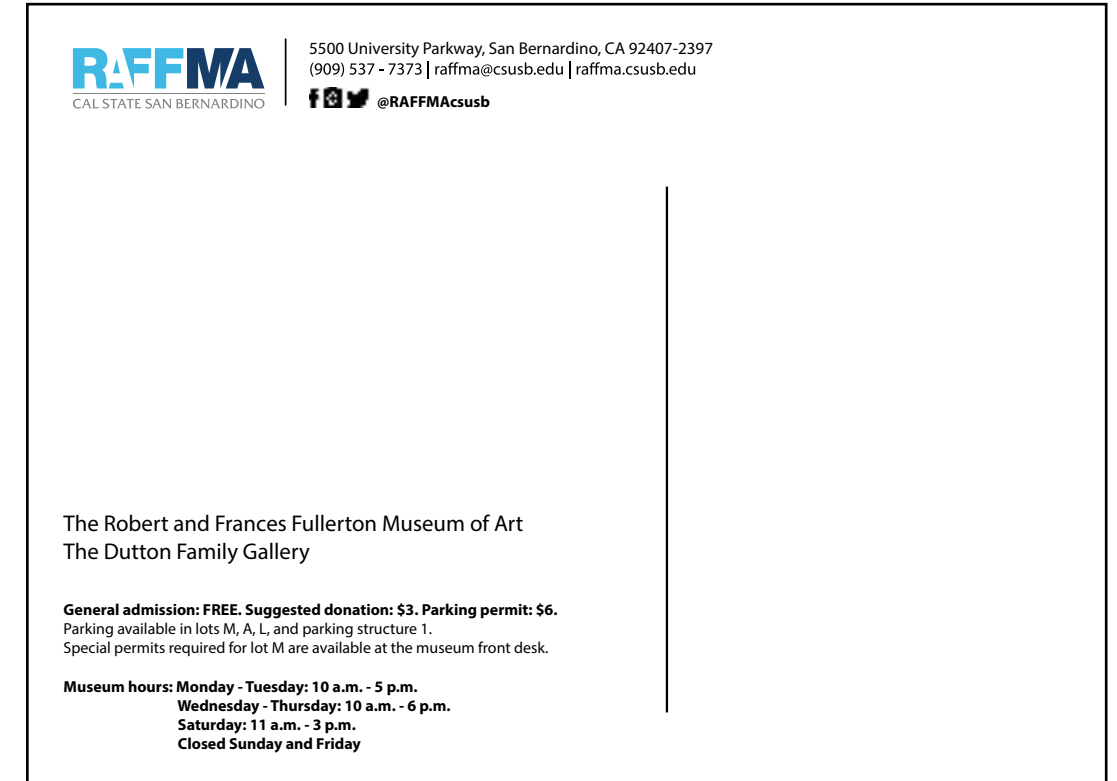 RAFFMA
CAL STATE SAN BERNARDINO
5500 University Parkway, San Bernardino, CA 92407-2397
(909) 537 - 7373 | raffma@csusb.edu | raffma.csusb.edu
@RAFFMAcsusb
The Robert and Frances Fullerton Museum of Art
The Dutton Family Gallery
General admission: FREE. Suggested donation: $3. Parking permit: $6.
Parking available in lots M, A, L, and parking structure 1.
Special permits required for lot M are available at the museum front desk.
Museum hours: Monday - Tuesday: 10 a.m. - 5 p.m.
Wednesday - Thursday: 10 a.m. - 6 p.m.
Saturday: 11 a.m. - 3 p.m.
Closed Sunday and Friday